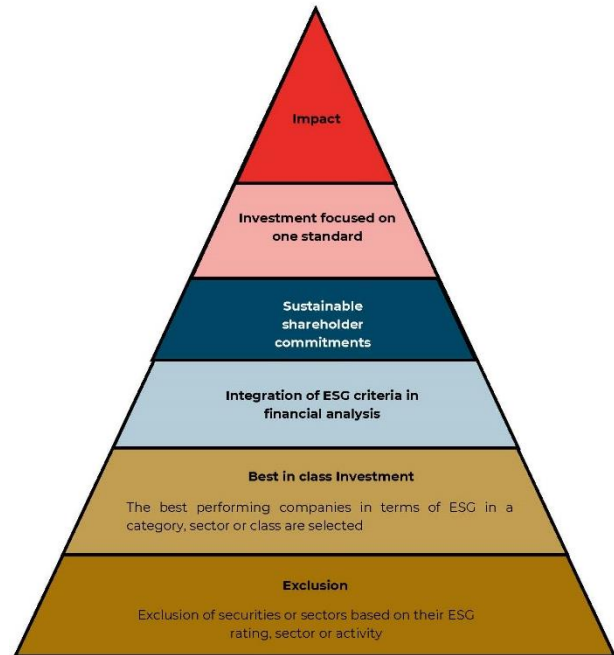 Impact
Investment focused on
one standard
Sustainable
shareholder
commitments
Integration of ESG criteria in
financial analysis
Best in class Investment
The best performing companies in terms of ESG in a
category, sector or class are selected
Exclusion
Exclusion of securities or sectors based on their ESG
rating, sector or activity